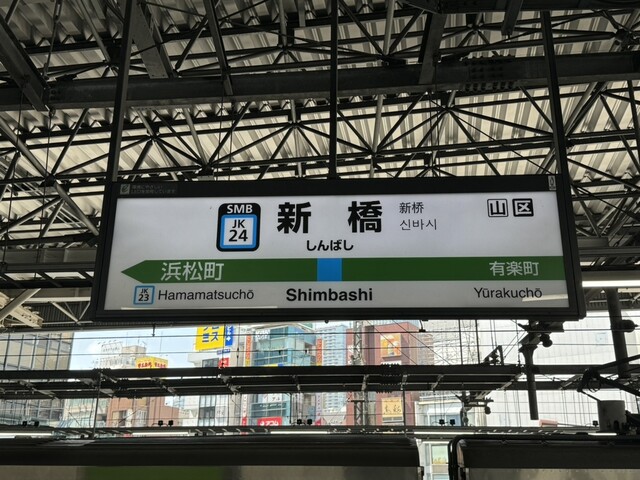 SMB
JK
24
新橋
しんばし
新桥
신바시
山区
浜松町
有楽町
JK
23
Hamamatsuchō
Shimbashi
Yūrakuchō